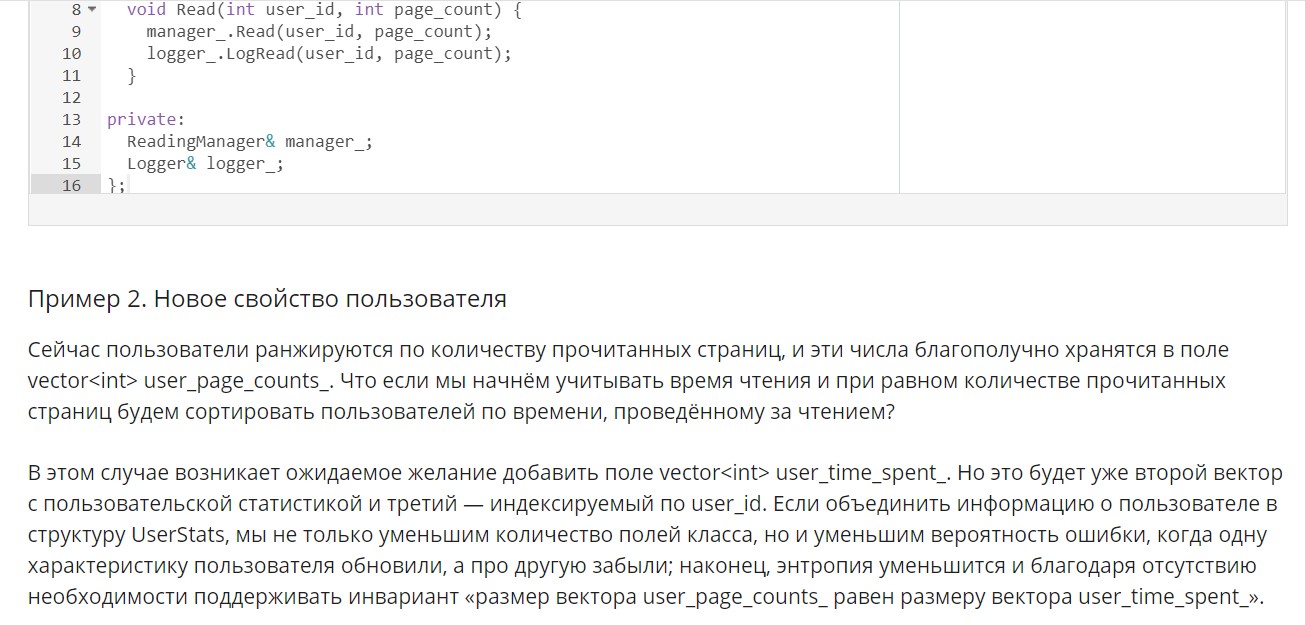 8 void Read(int user_id, int page_count) {
9 manager_.Read(user_id, page_count);
10 logger_.LogRead(user_id, page_count);
11 }
12
13 private:
14 ReadingManager& manager_;
15 Logger& logger_;
16 };
Пример 2. Новое свойство пользователя
Сейчас пользователи ранжируются по количеству прочитанных страниц, и эти числа благополучно хранятся в поле
vector<int> user_page_counts_. Что если мы начнём учитывать время чтения и при равном количестве прочитанных
страниц будем сортировать пользователей по времени, проведённому за чтением?
В этом случае возникает ожидаемое желание добавить поле vector<int> user_time_spent_. Но это будет уже второй вектор
с пользовательской статистикой и третий — индексируемый по user_id. Если объединить информацию о пользователе в
структуру UserStats, мы не только уменьшим количество полей класса, но и уменьшим вероятность ошибки, когда одну
характеристику пользователя обновили, а про другую забыли; наконец, энтропия уменьшится и благодаря отсутствию
необходимости поддерживать инвариант «размер вектора user_page_counts_ равен размеру вектора user_time_spent_».